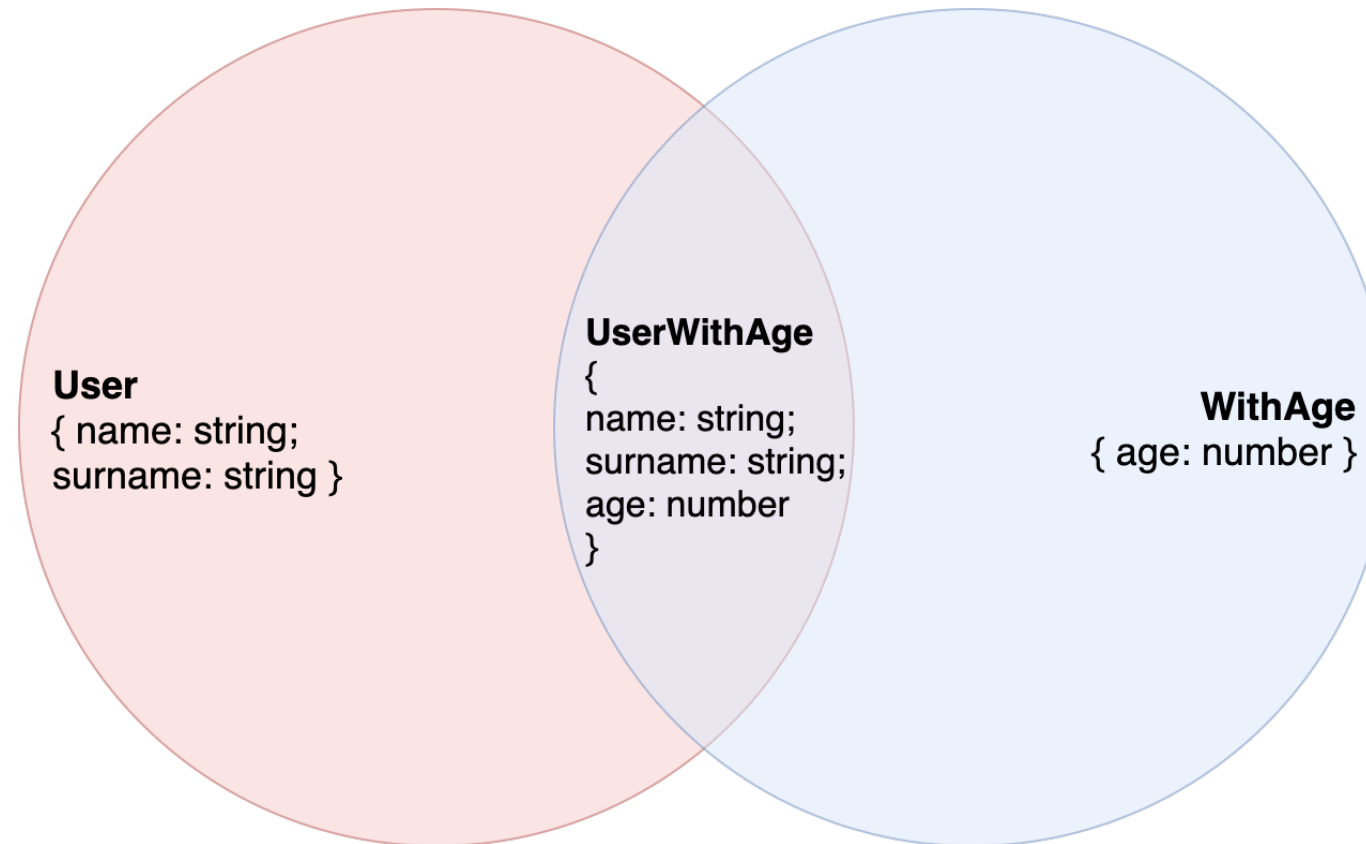 User
{ name: string;
surname: string }
UserWithAge
{
name: string;
surname: string;
age: number
}
WithAge
{ age: number }